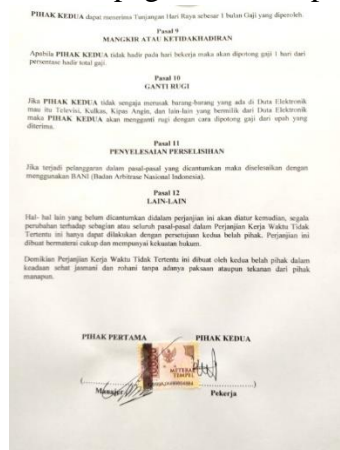 PIHAK KEDUA dapat menerima Tunjangan Hari Raya sebesar 1 bulan Gaji yang diperoleh.
Pasal 9
MANGKIR ATAU KETIDAKHADIRAN
Apabila PIHAK KEDUA tidak hadir pada hari bekerja maka akan dipotong gaji 1 hari dari
persentase hadir total gaji.
Pasal 10
GANTI RUGI
Jika PIHAK KEDUA tidak sengaja merusak barang-barang yang ada di Duta Elektronik
mau itu Televisi, Kulkas, Kipas Angin, dan lain-lain yang bermilik dari Duta Elektronik
maka PIHAK KEDUA akan mengganti rugi dengan cara dipotong gaji dari upah yang
diterima.
Pasal 11
PENYELESAIAN PERSELISIHAN
Jika terjadi pelanggaran dalam pasal-pasal yang dicantumkan maka diselesaikan dengan
menggunakan BANI (Badan Arbitrase Nasional Indonesia).
Pasal 12
LAIN-LAIN
Hal- hal lain yang belum dicantumkan didalam perjanjian ini akan diatur kemudian, segala
perubahan terhadap sebagian atau seluruh pasal-pasal dalam Perjanjian Kerja Waktu Tidak
Tertentu ini hanya dapat dilakukan dengan persetujuan kedua belah pihak. Perjanjian ini
dibuat bermaterai cukup dan mempunyai kekuatan hukum.
Demikian Perjanjian Kerja Waktu Tidak Tertentu ini dibuat oleh kedua belah pihak dalam
keadaan sehat jasmani dan rohani tanpa adanya paksaan ataupun tekanan dari pihak
manapun.
PIHAK PERTAMA PIHAK KEDUA
METERAI
TEMPEL
Manajer Pekerja